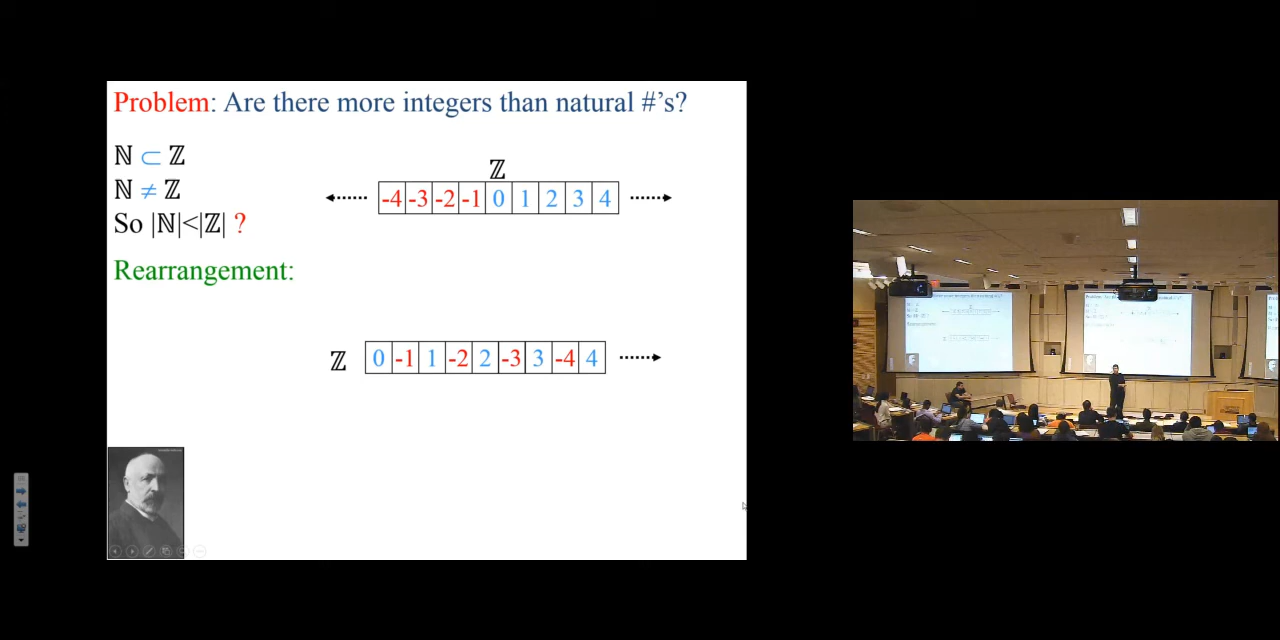 Problem: Are there more integers than natural #'s?
ℕ ⊂ ℤ
ℕ ≠ ℤ
So |ℕ|<|ℤ| ?
ℤ
-4 -3 -2 -1 0 1 2 3 4
Rearrangement:
ℤ 0 -1 1 -2 2 -3 3 -4 4